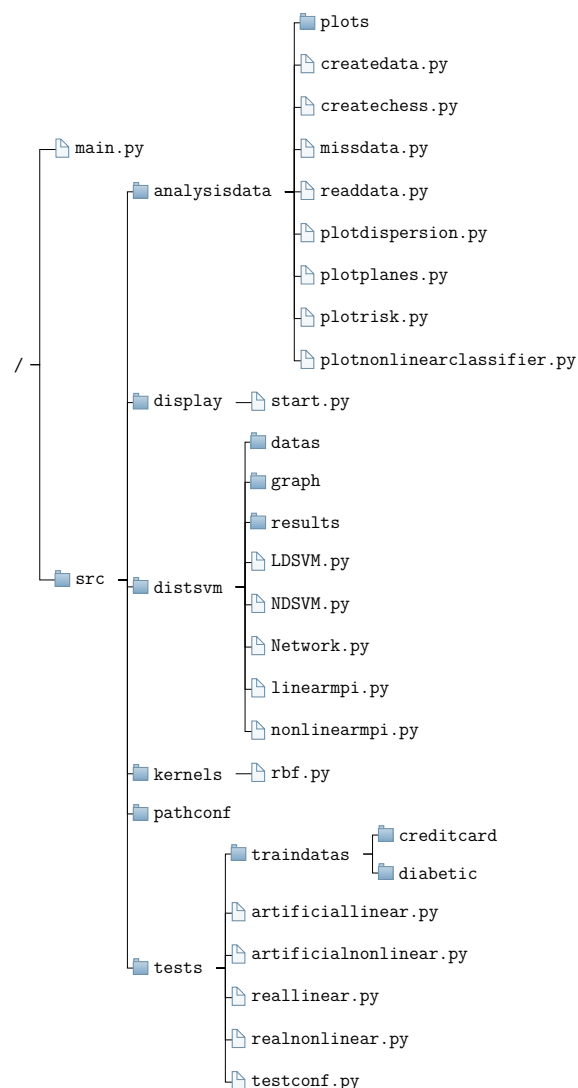 plots
createdata.py
createchess.py
main.py
missdata.py
analysisdata
readdata.py
plotdispersion.py
plotplanes.py
plotrisk.py
/
plotnonlinearclassifier.py
display
start.py
datas
graph
results
LDSVM.py
src
distsvm
NDSVM.py
Network.py
linearmpi.py
nonlinearmpi.py
kernels
rbf.py
pathconf
creditcard
traindatas
diabetic
artificiallinear.py
artificialnonlinear.py
tests
reallinear.py
realnonlinear.py
testconf.py